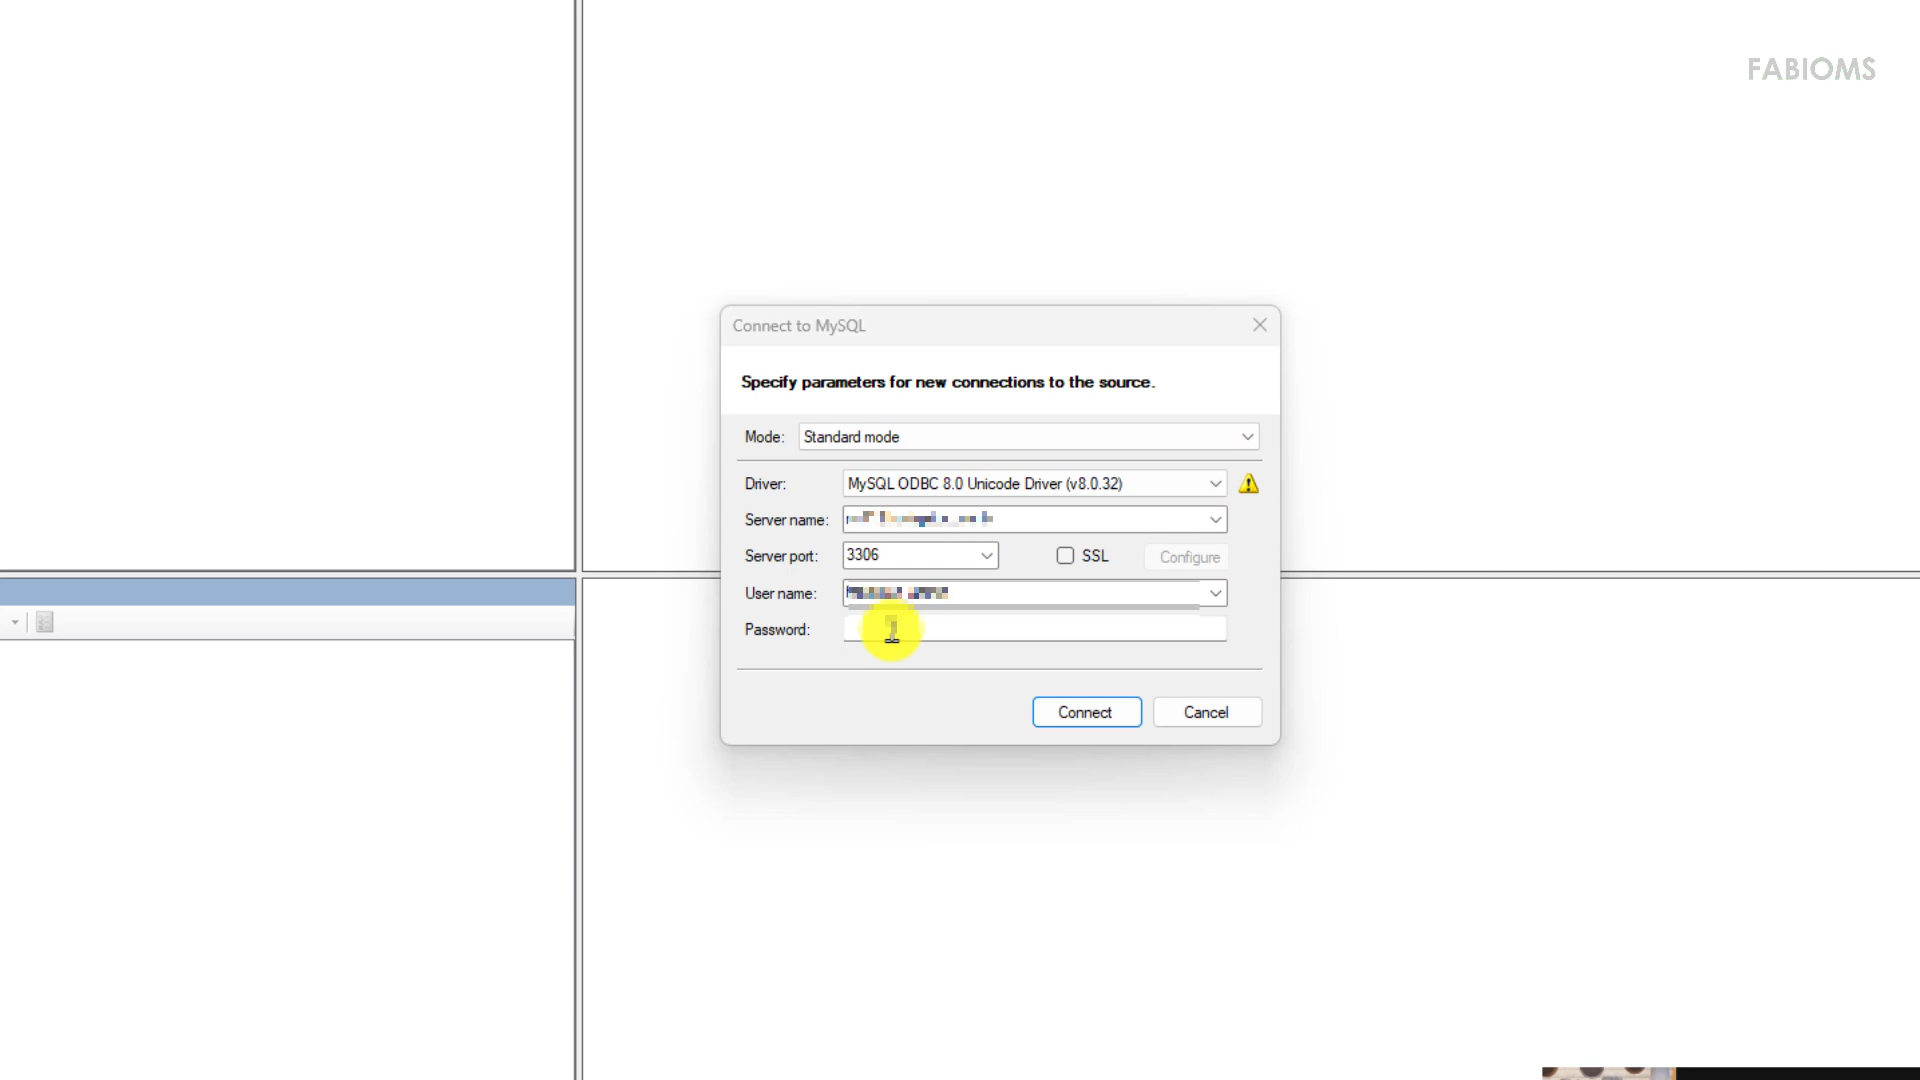 FABIOMS
Connect to MySQL
Specify parameters for new connections to the source.
Mode: Standard mode
Driver: MySQL ODBC 8.0 Unicode Driver (v8.0.32)
Server name:
Server port: 3306 SSL Configure
User name:
Password:
Connect Cancel